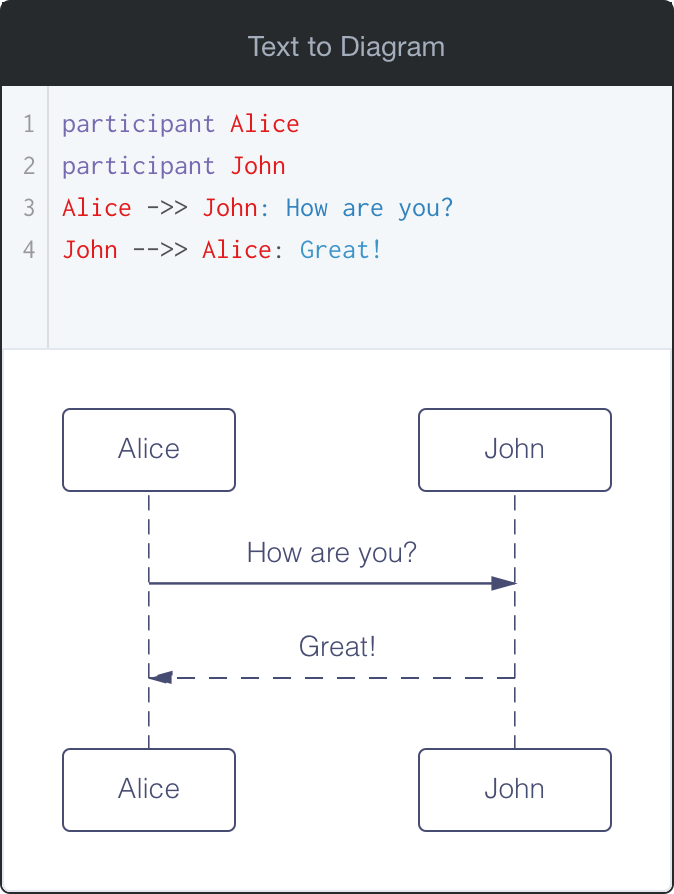 Text to Diagram
1 participant Alice
2 participant John
3 Alice ->> John: How are you?
4 John -->> Alice: Great!
Alice John
How are you?
Great!
Alice John